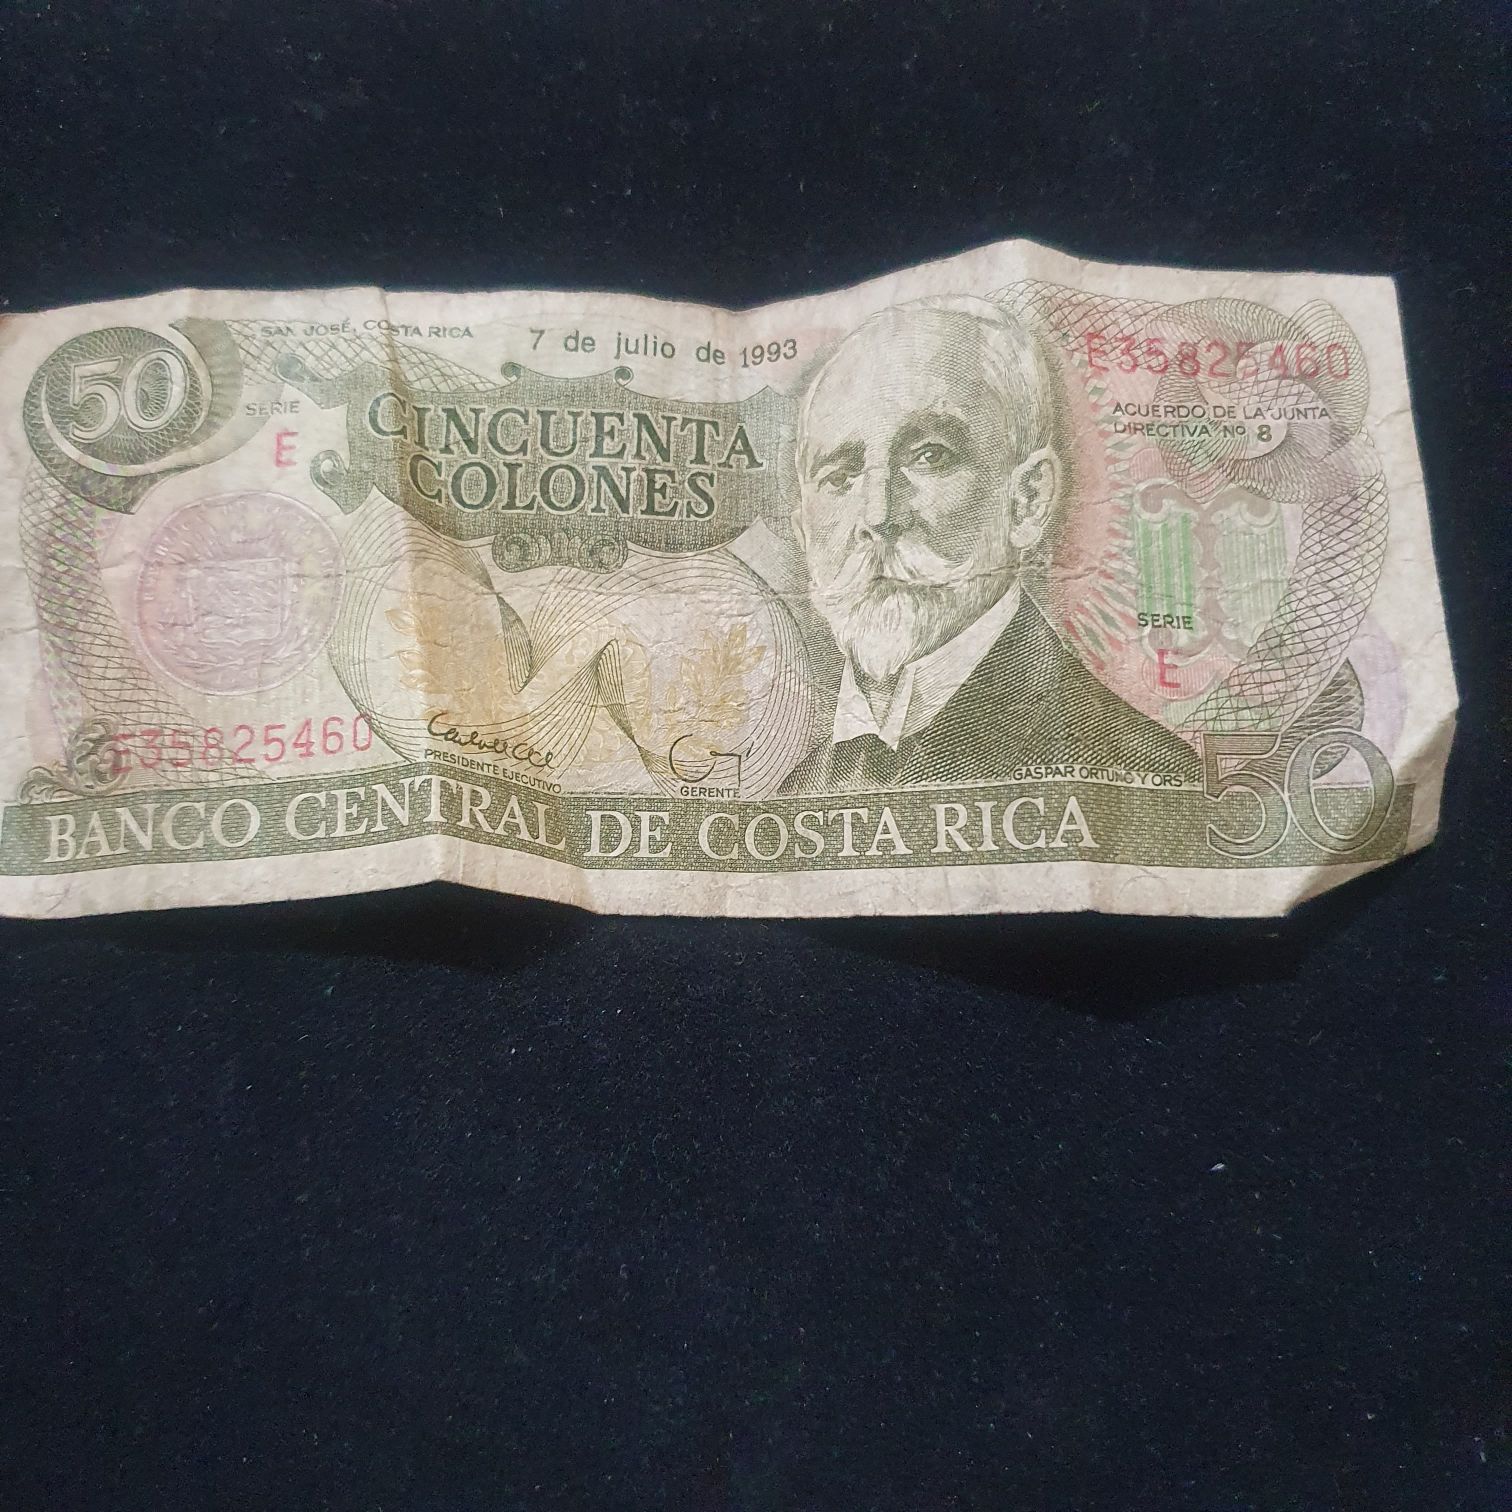 50
SAN JOSÉ, COSTA RICA
7 de julio de 1993
E35825460
SERIE
E
CINCUENTA
COLONES
ACUERDO DE LA JUNTA
DIRECTIVA Nº 8
SERIE
E
E35825460
PRESIDENTE EJECUTIVO
GERENTE
GASPAR ORTUÑO Y ORS
BANCO CENTRAL DE COSTA RICA
50